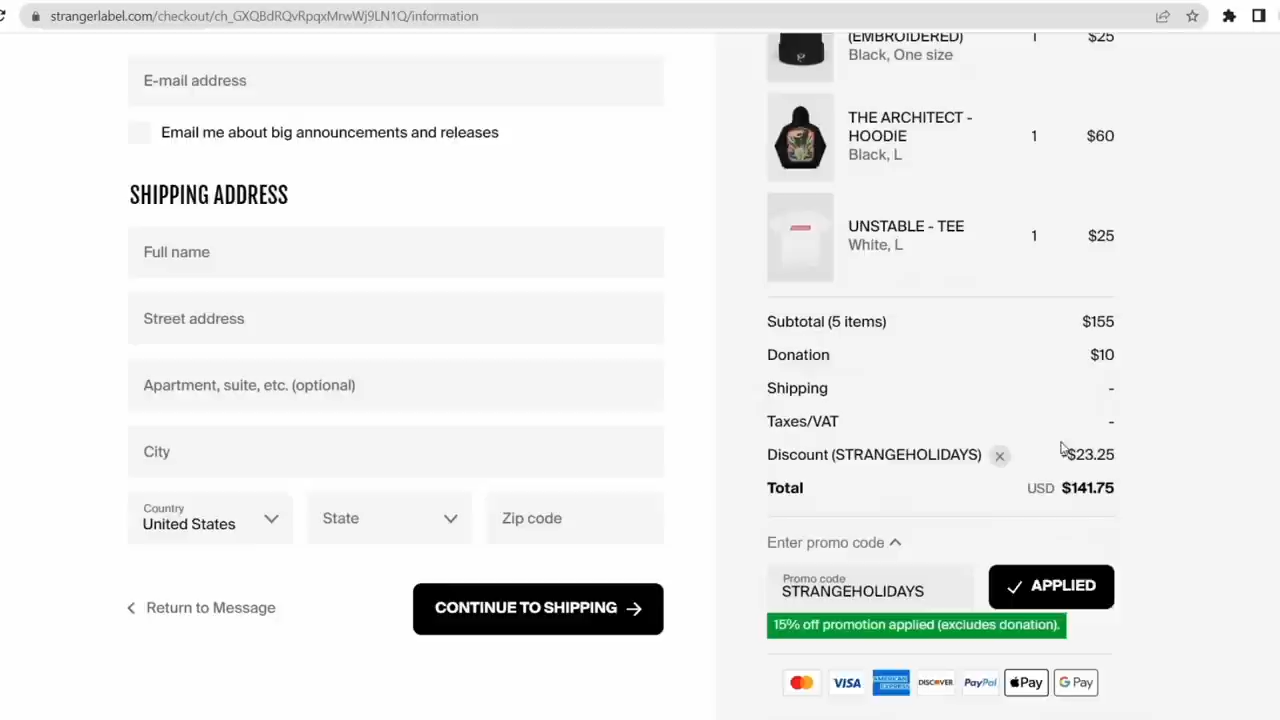 strangerlabel.com/checkout/ch_GXQBdRQvRpqxMrwWj9LN1Q/information
E-mail address
Email me about big announcements and releases
SHIPPING ADDRESS
Full name
Street address
Apartment, suite, etc. (optional)
City
Country
United States
State
Zip code
Return to Message
CONTINUE TO SHIPPING
(EMBROIDERED) 1 $25
Black, One size
THE ARCHITECT -
HOODIE 1 $60
Black, L
UNSTABLE - TEE 1 $25
White, L
Subtotal (5 items) $155
Donation $10
Shipping -
Taxes/VAT -
Discount (STRANGEHOLIDAYS) -$23.25
Total USD $141.75
Enter promo code
Promo code
STRANGEHOLIDAYS
APPLIED
15% off promotion applied (excludes donation).
VISA
AMERICAN EXPRESS
DISCOVER
PayPal
Pay
G Pay